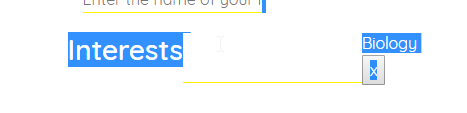 Enter the name of your
Interests
Biology
x